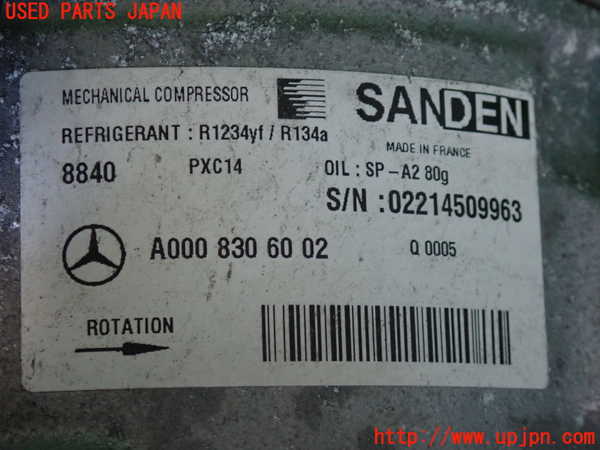 USED PARTS JAPAN
MECHANICAL COMPRESSOR
SANDEN
REFRIGERANT : R1234yf / R134a
MADE IN FRANCE
8840 PXC14 OIL : SP - A2 80g
S/N : 02214509963
A000 830 60 02 Q 0005
ROTATION
http://www.upjpn.com/